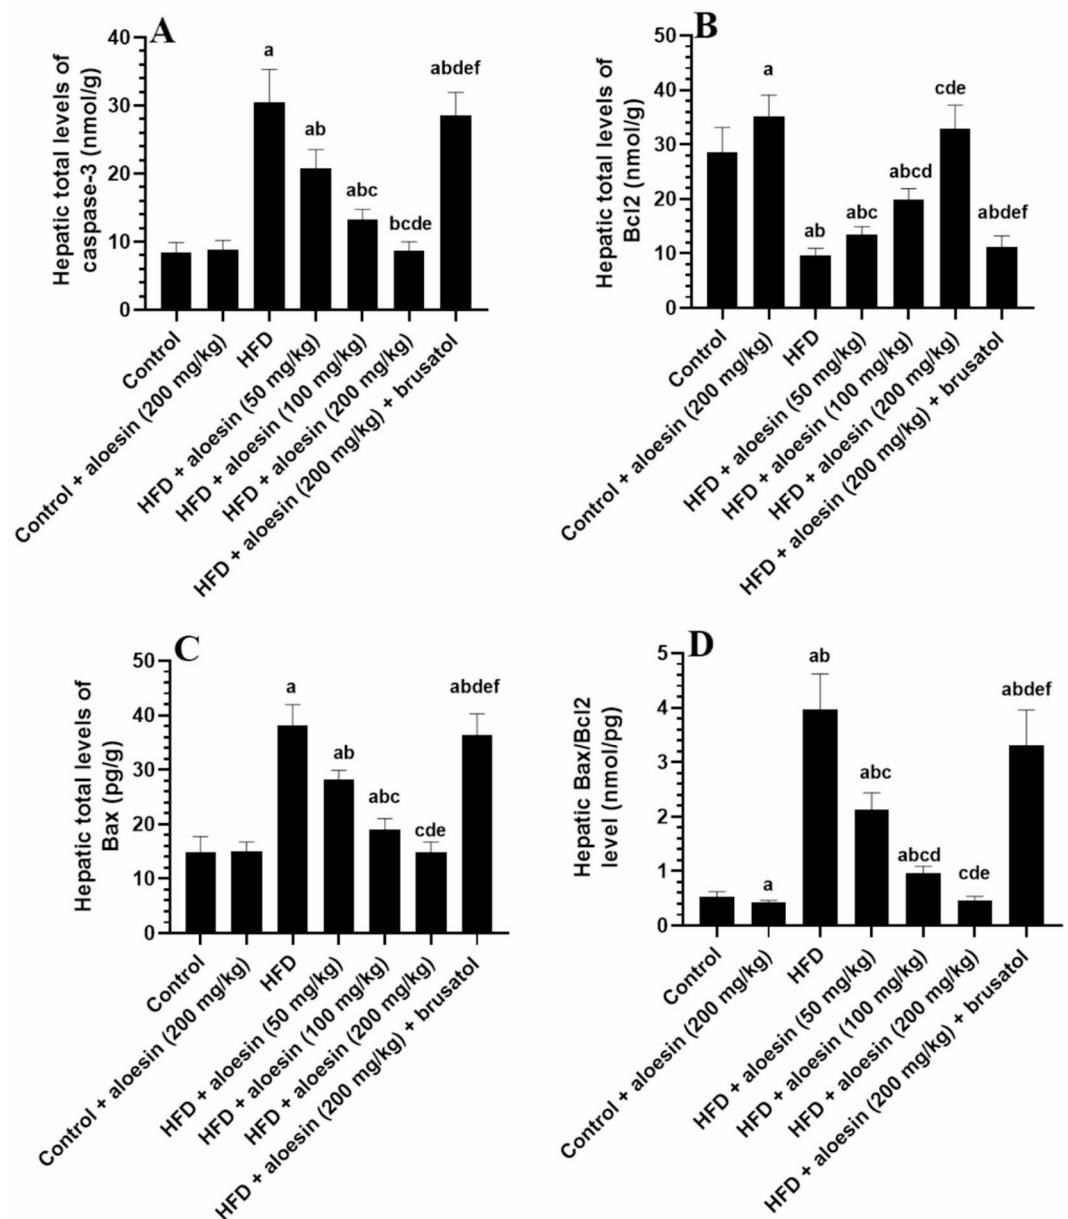 A
Hepatic total levels of
caspase-3 (nmol/g)
40
30
20
10
0
a
ab
abc
bcde
abdef
Control
Control + aloesin (200 mg/kg)
HFD
HFD + aloesin (50 mg/kg)
HFD + aloesin (100 mg/kg)
HFD + aloesin (200 mg/kg)
HFD + aloesin (200 mg/kg) + brusatol
B
Hepatic total levels of
Bcl2 (nmol/g)
50
40
30
20
10
0
a
ab
abc
abcd
cde
abdef
Control
Control + aloesin (200 mg/kg)
HFD
HFD + aloesin (50 mg/kg)
HFD + aloesin (100 mg/kg)
HFD + aloesin (200 mg/kg)
HFD + aloesin (200 mg/kg) + brusatol
C
Hepatic total levels of
Bax (pg/g)
50
40
30
20
10
0
a
ab
abc
cde
abdef
Control
Control + aloesin (200 mg/kg)
HFD
HFD + aloesin (50 mg/kg)
HFD + aloesin (100 mg/kg)
HFD + aloesin (200 mg/kg)
HFD + aloesin (200 mg/kg) + brusatol
D
Hepatic Bax/Bcl2
level (nmol/pg)
5
4
3
2
1
0
a
ab
abc
abcd
cde
abdef
Control
Control + aloesin (200 mg/kg)
HFD
HFD + aloesin (50 mg/kg)
HFD + aloesin (100 mg/kg)
HFD + aloesin (200 mg/kg)
HFD + aloesin (200 mg/kg) + brusatol